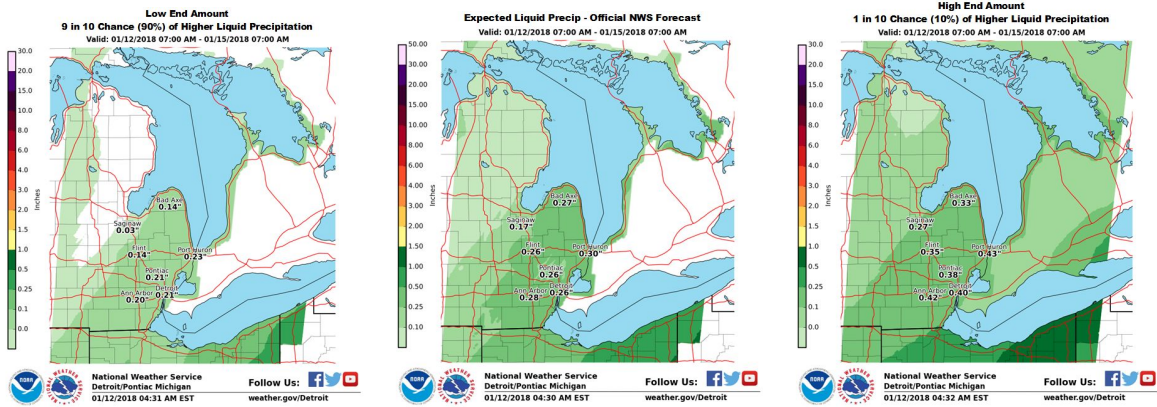 Low End Amount
9 in 10 Chance (90%) of Higher Liquid Precipitation
Valid: 01/12/2018 07:00 AM - 01/15/2018 07:00 AM
30.0
20.0
15.0
10.0
8.0
6.0
4.0
3.0
2.0
1.5
1.0
0.5
0.25
0.1
0.0
Inches
Bad Axe
0.14"
Saginaw
0.03"
Flint
0.14"
Port Huron
0.23"
Pontiac
0.21"
Ann Arbor
0.20"
Detroit
0.21"
NOAA
National Weather Service
Detroit/Pontiac Michigan
01/12/2018 04:31 AM EST
Follow Us:
weather.gov/Detroit
Expected Liquid Precip - Official NWS Forecast
Valid: 01/12/2018 07:00 AM - 01/15/2018 07:00 AM
50.00
30.00
20.00
15.00
10.00
8.00
6.00
4.00
3.00
2.00
1.50
1.00
0.50
0.25
0.10
Inches
Bad Axe
0.27"
Saginaw
0.17"
Flint
0.26"
Port Huron
0.30"
Pontiac
0.26"
Ann Arbor
0.28"
Detroit
0.26"
NOAA
National Weather Service
Detroit/Pontiac Michigan
01/12/2018 04:30 AM EST
Follow Us:
weather.gov/Detroit
High End Amount
1 in 10 Chance (10%) of Higher Liquid Precipitation
Valid: 01/12/2018 07:00 AM - 01/15/2018 07:00 AM
30.0
20.0
15.0
10.0
8.0
6.0
4.0
3.0
2.0
1.5
1.0
0.5
0.25
0.1
0.0
Inches
Bad Axe
0.33"
Saginaw
0.27"
Flint
0.35"
Port Huron
0.43"
Pontiac
0.38"
Ann Arbor
0.42"
Detroit
0.40"
NOAA
National Weather Service
Detroit/Pontiac Michigan
01/12/2018 04:32 AM EST
Follow Us:
weather.gov/Detroit